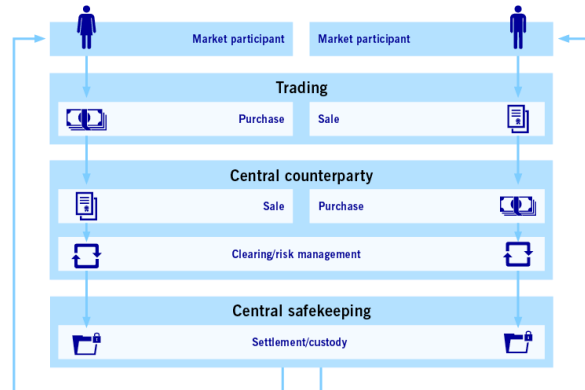 Market participant
Market participant
Trading
Purchase
Sale
Central counterparty
Sale
Purchase
Clearing/risk management
Central safekeeping
Settlement/custody